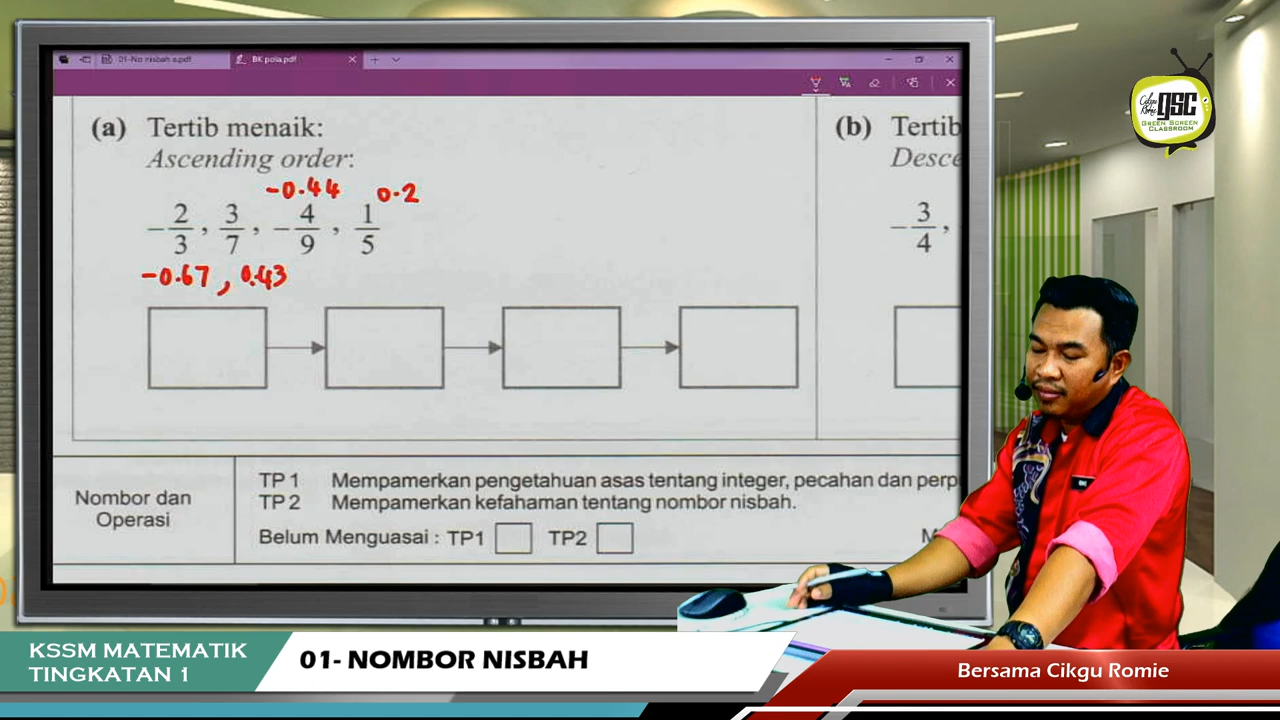 01-No nisbah a.pdf
BK pola.pdf
(a) Tertib menaik:
Ascending order:
-0.44 0.2
-2/3, 3/7, -4/9, 1/5
-0.67, 0.43
(b) Tertib
Desce
-3/4,
Nombor dan
Operasi
TP 1 Mempamerkan pengetahuan asas tentang integer, pecahan dan perp
TP 2 Mempamerkan kefahaman tentang nombor nisbah.
Belum Menguasai : TP1 TP2
M
Cikgu
Romie
GSC
GREEN SCREEN
CLASSROOM
KSSM MATEMATIK
TINGKATAN 1
01- NOMBOR NISBAH
Bersama Cikgu Romie